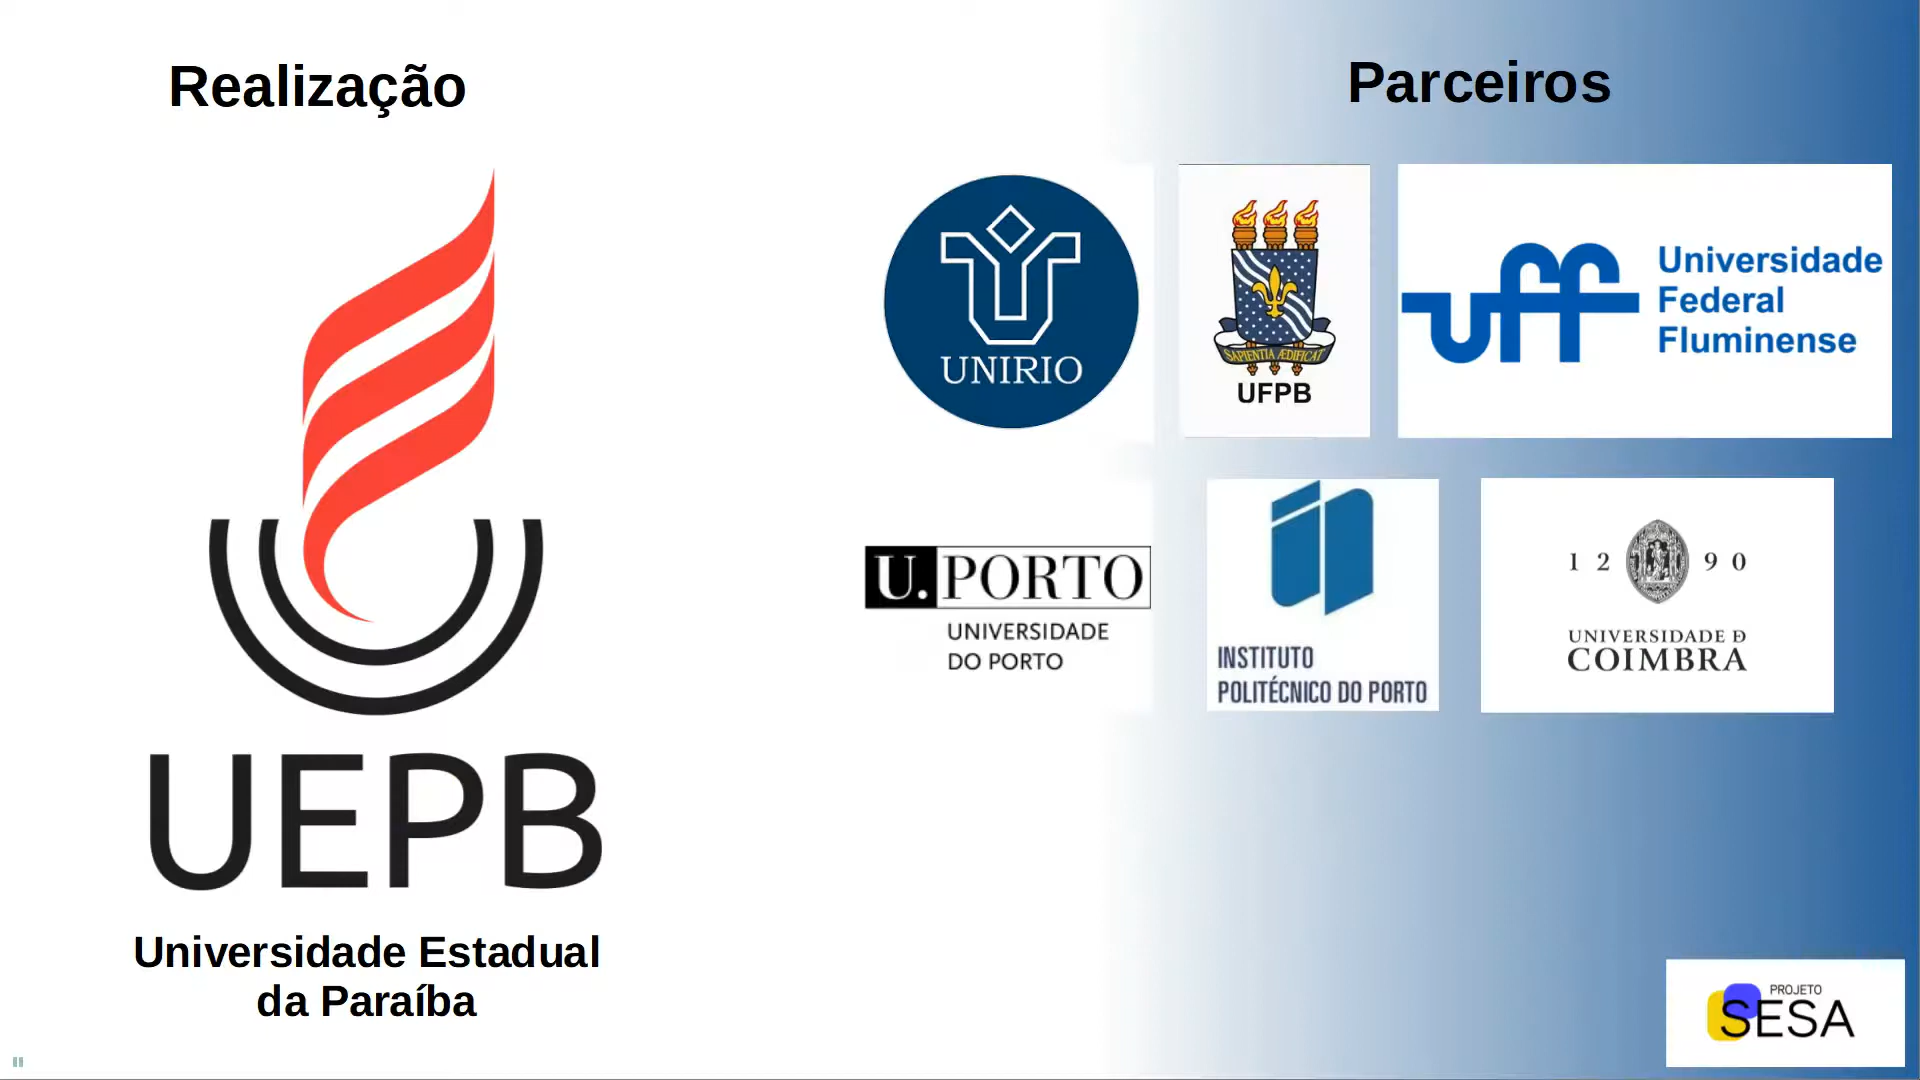 Realização
UEPB
Universidade Estadual
da Paraíba
Parceiros
UNIRIO
SAPIENTIA ÆDIFICAT
UFPB
uff
Universidade
Federal
Fluminense
U. PORTO
UNIVERSIDADE
DO PORTO
INSTITUTO
POLITÉCNICO DO PORTO
1 2 9 0
UNIVERSIDADE Ð
COIMBRA
PROJETO
SESA